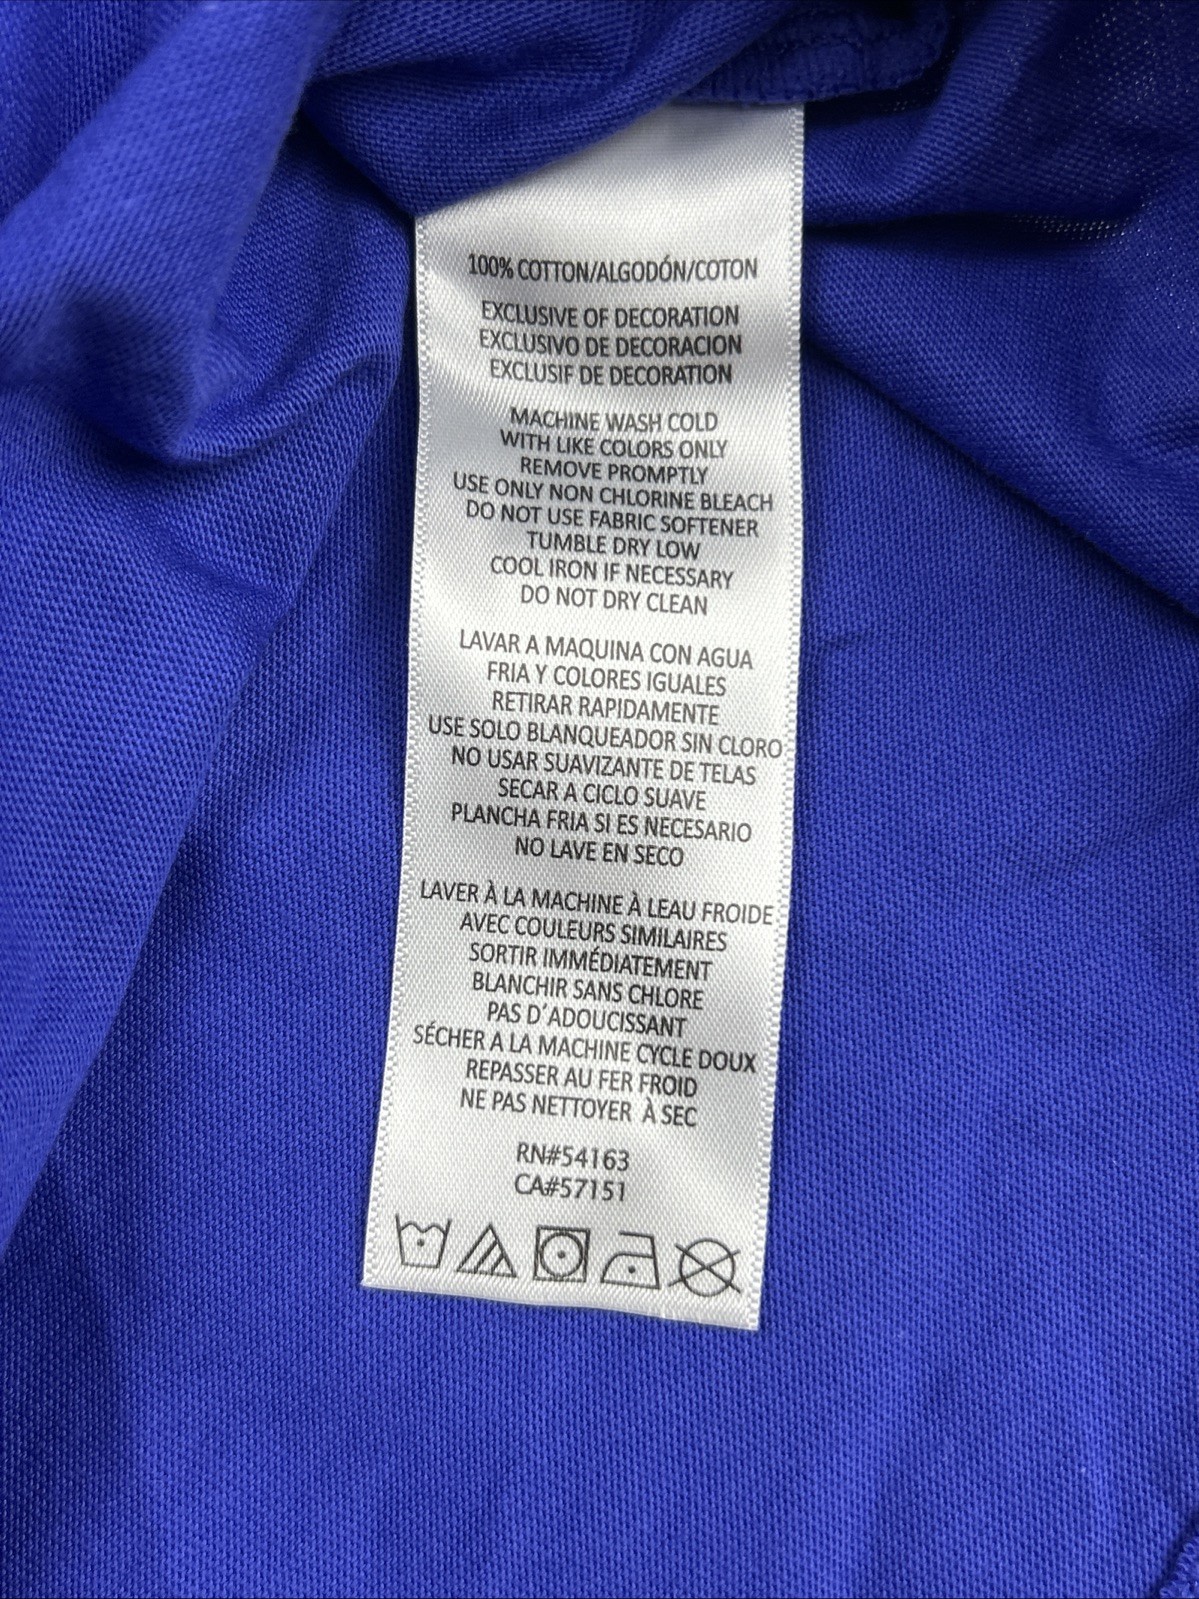 100% COTTON/ALGODÓN/COTON
EXCLUSIVE OF DECORATION
EXCLUSIVO DE DECORACION
EXCLUSIF DE DECORATION
MACHINE WASH COLD
WITH LIKE COLORS ONLY
REMOVE PROMPTLY
USE ONLY NON CHLORINE BLEACH
DO NOT USE FABRIC SOFTENER
TUMBLE DRY LOW
COOL IRON IF NECESSARY
DO NOT DRY CLEAN
LAVAR A MAQUINA CON AGUA
FRIA Y COLORES IGUALES
RETIRAR RAPIDAMENTE
USE SOLO BLANQUEADOR SIN CLORO
NO USAR SUAVIZANTE DE TELAS
SECAR A CICLO SUAVE
PLANCHA FRIA SI ES NECESARIO
NO LAVE EN SECO
LAVER À LA MACHINE À LEAU FROIDE
AVEC COULEURS SIMILAIRES
SORTIR IMMÉDIATEMENT
BLANCHIR SANS CHLORE
PAS D´ADOUCISSANT
SÉCHER A LA MACHINE CYCLE DOUX
REPASSER AU FER FROID
NE PAS NETTOYER À SEC
RN#54163
CA#57151